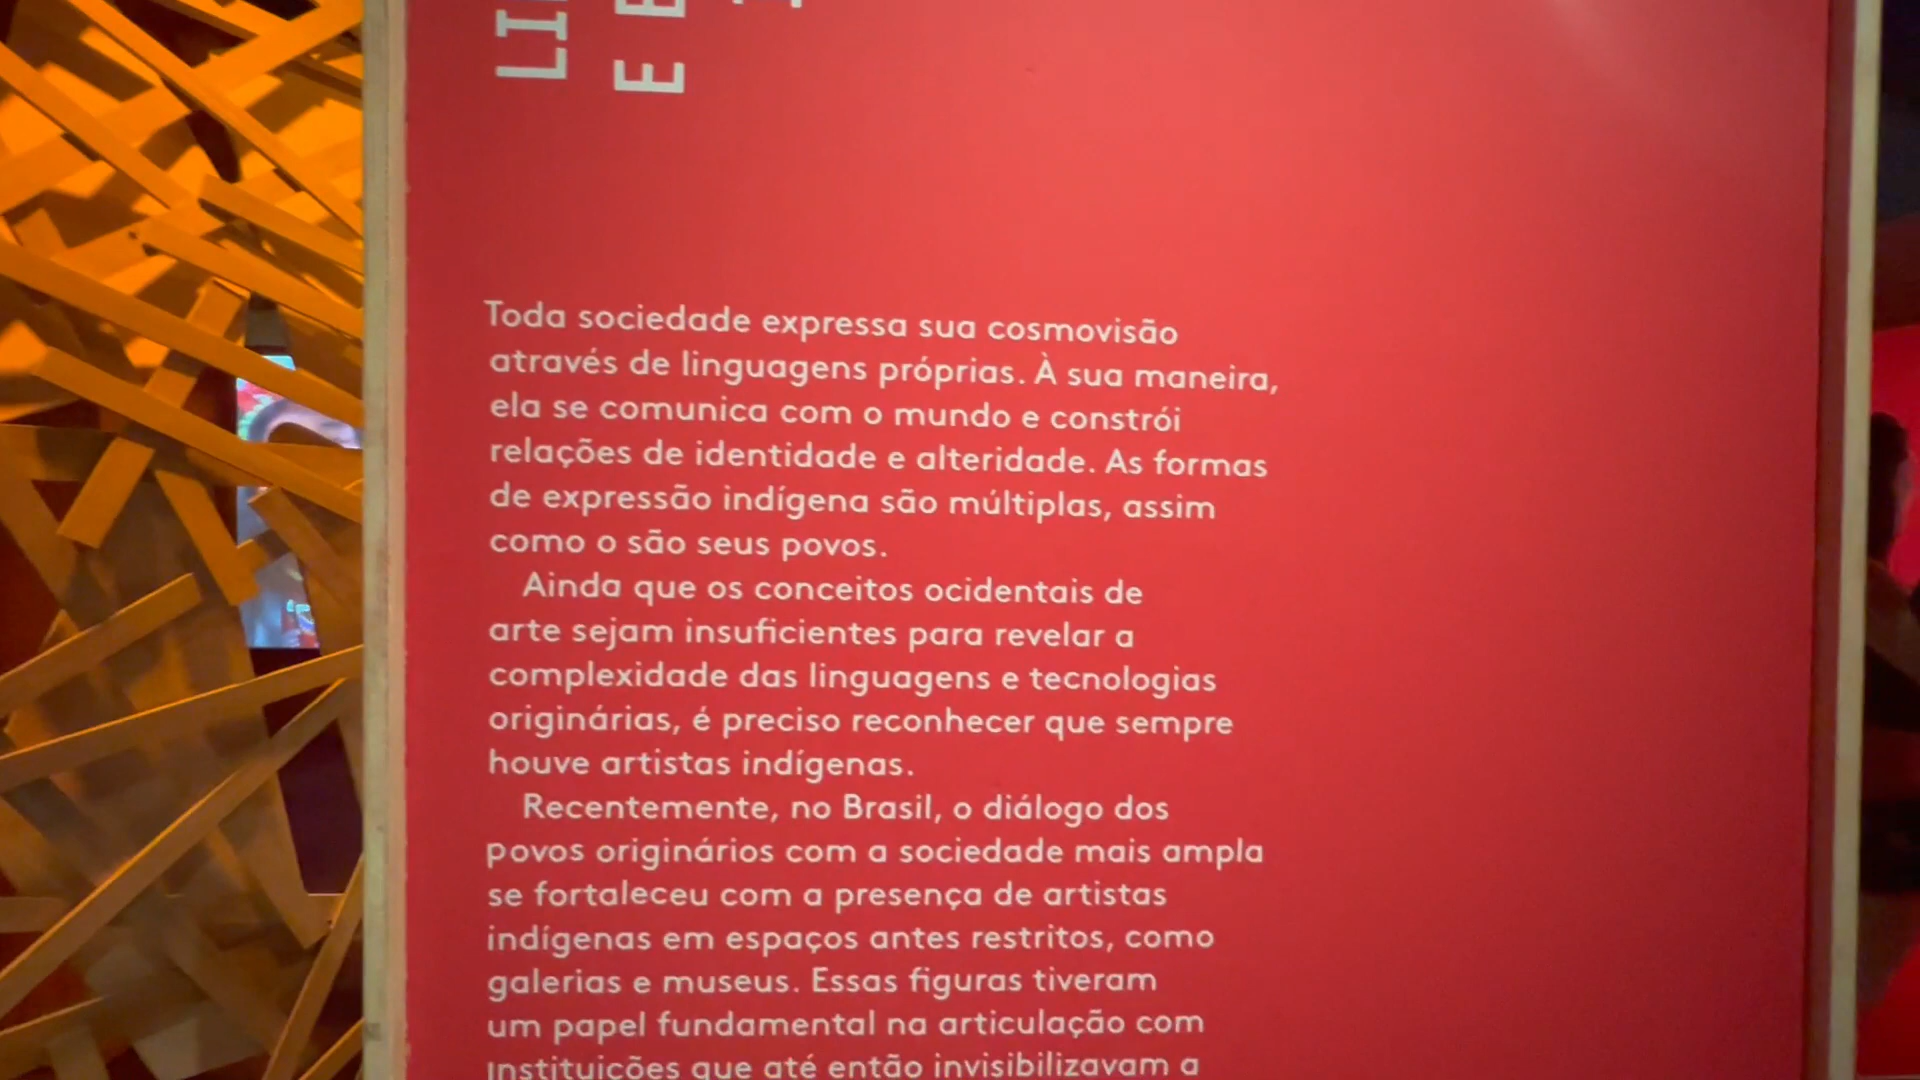 Toda sociedade expressa sua cosmovisão
através de linguagens próprias. À sua maneira,
ela se comunica com o mundo e constrói
relações de identidade e alteridade. As formas
de expressão indígena são múltiplas, assim
como o são seus povos.
Ainda que os conceitos ocidentais de
arte sejam insuficientes para revelar a
complexidade das linguagens e tecnologias
originárias, é preciso reconhecer que sempre
houve artistas indígenas.
Recentemente, no Brasil, o diálogo dos
povos originários com a sociedade mais ampla
se fortaleceu com a presença de artistas
indígenas em espaços antes restritos, como
galerias e museus. Essas figuras tiveram
um papel fundamental na articulação com
instituições que até então invisibilizavam a